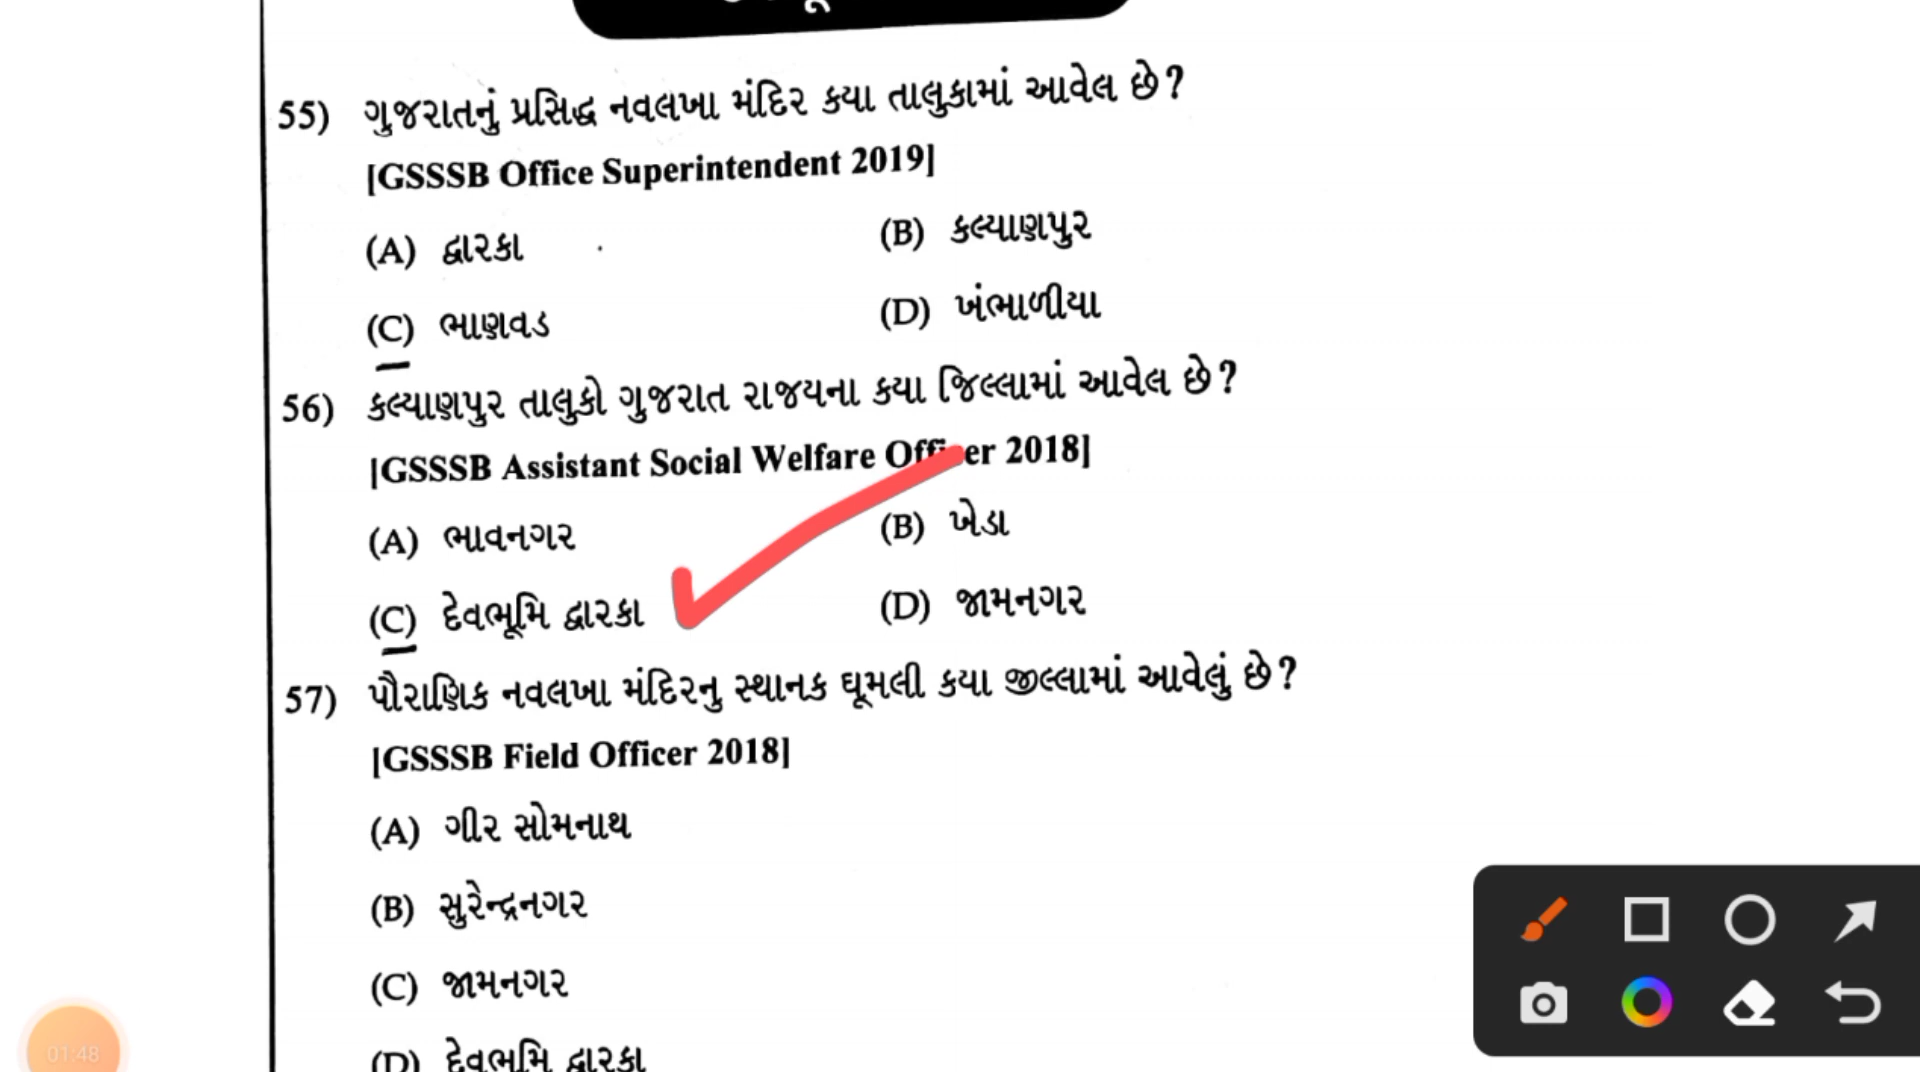 55) ગુજરાતનું પ્રસિદ્ધ નવલખા મંદિર કયા તાલુકામાં આવેલ છે?
[GSSSB Office Superintendent 2019]
(A) દ્વારકા (B) કલ્યાણપુર
(C) ભાણવડ (D) ખંભાળીયા
56) કલ્યાણપુર તાલુકો ગુજરાત રાજયના કયા જિલ્લામાં આવેલ છે?
[GSSSB Assistant Social Welfare Officer 2018]
(A) ભાવનગર (B) ખેડા
(C) દેવભૂમિ દ્વારકા (D) જામનગર
57) પૌરાણિક નવલખા મંદિરનુ સ્થાનક ઘૂમલી કયા જીલ્લામાં આવેલું છે?
[GSSSB Field Officer 2018]
(A) ગીર સોમનાથ
(B) સુરેન્દ્રનગર
(C) જામનગર
(D) દેવભૂમિ દ્વારકા
01:48